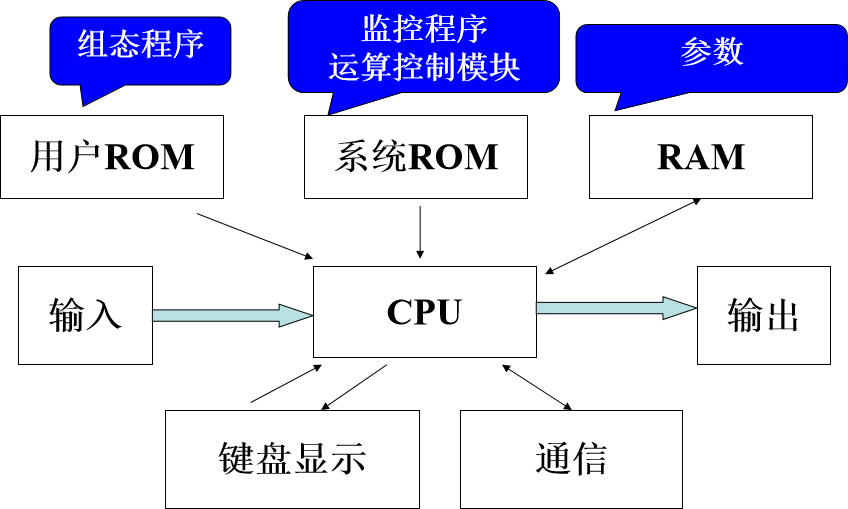 组态程序
监控程序
运算控制模块
参数
用户ROM
系统ROM
RAM
输入
CPU
输出
键盘显示
通信